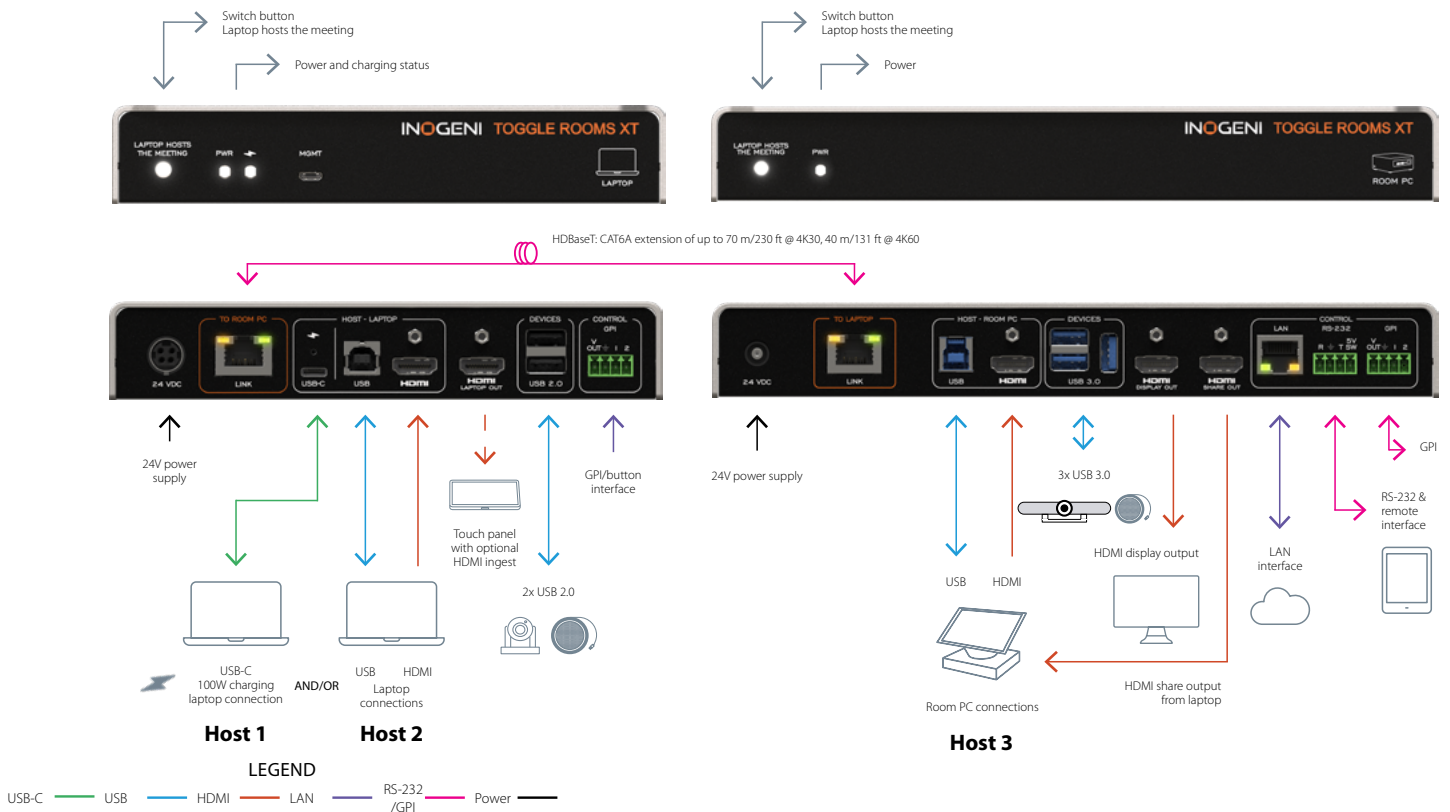 Switch button
Laptop hosts the meeting
Power and charging status
Switch button
Laptop hosts the meeting
Power
INOGENI TOGGLE ROOMS XT
LAPTOP HOSTS
THE MEETING
PWR
MGMT
LAPTOP
INOGENI TOGGLE ROOMS XT
LAPTOP HOSTS
THE MEETING
PWR
ROOM PC
HDBaseT: CAT6A extension of up to 70 m/230 ft @ 4K30, 40 m/131 ft @ 4K60
TO ROOM PC
HOST - LAPTOP
DEVICES
CONTROL
GPI
V
OUT ÷ 1 2
24 VDC
LINK
USB-C
USB
HDMI
HDMI
LAPTOP OUT
USB 2.0
TO LAPTOP
HOST - ROOM PC
DEVICES
CONTROL
LAN
RS-232
GPI
5V
R ÷ T SW
V
OUT ÷ 1 2
24 VDC
LINK
USB
HDMI
USB 3.0
HDMI
DISPLAY OUT
HDMI
SHARE OUT
24V power
supply
Touch panel
with optional
HDMI ingest
GPI/button
interface
2x USB 2.0
USB-C
100W charging
laptop connection
AND/OR
USB HDMI
Laptop
connections
Host 1
Host 2
24V power supply
3x USB 3.0
GPI
RS-232 &
remote
interface
HDMI display output
LAN
interface
USB HDMI
HDMI share output
from laptop
Room PC connections
Host 3
LEGEND
USB-C
USB
HDMI
LAN
RS-232
/GPI
Power